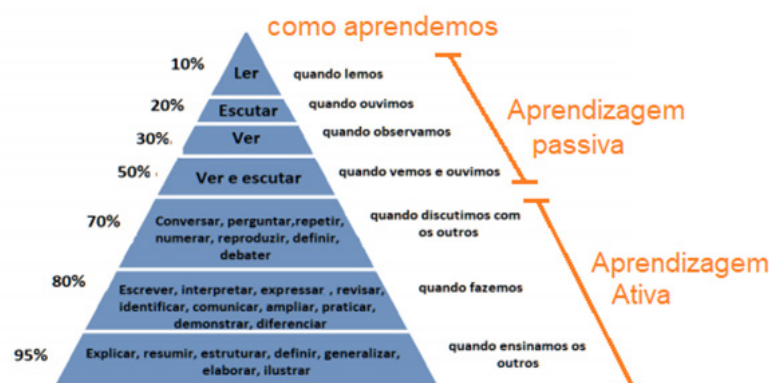 como aprendemos
10%
Ler
quando lemos
20%
Escutar
quando ouvimos
30%
Ver
quando observamos
50%
Ver e escutar
quando vemos e ouvimos
Aprendizagem
passiva
70%
Conversar, perguntar,repetir,
numerar, reproduzir, definir,
debater
quando discutimos com
os outros
80%
Escrever, interpretar, expressar , revisar,
identificar, comunicar, ampliar, praticar,
demonstrar, diferenciar
quando fazemos
Aprendizagem
Ativa
95%
Explicar, resumir, estruturar, definir, generalizar,
elaborar, ilustrar
quando ensinamos os
outros